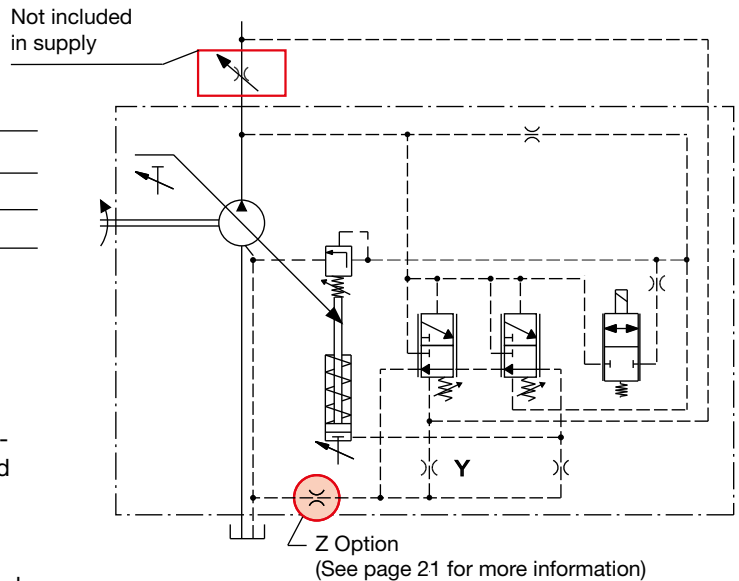 Not included
in supply
-
d
Y
Z Option
(See page 21 for more information)